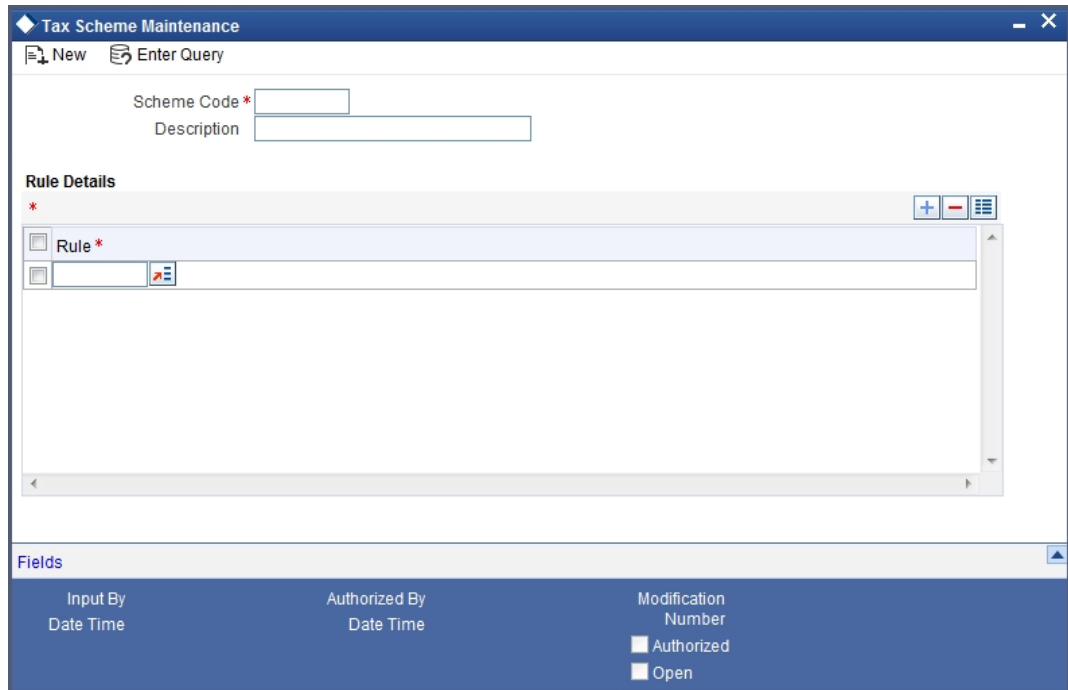 Tax Scheme Maintenance
New Enter Query
Scheme Code *
Description
Rule Details
*
Rule *
Fields
Input By Authorized By Modification Number
Date Time Date Time
Authorized
Open